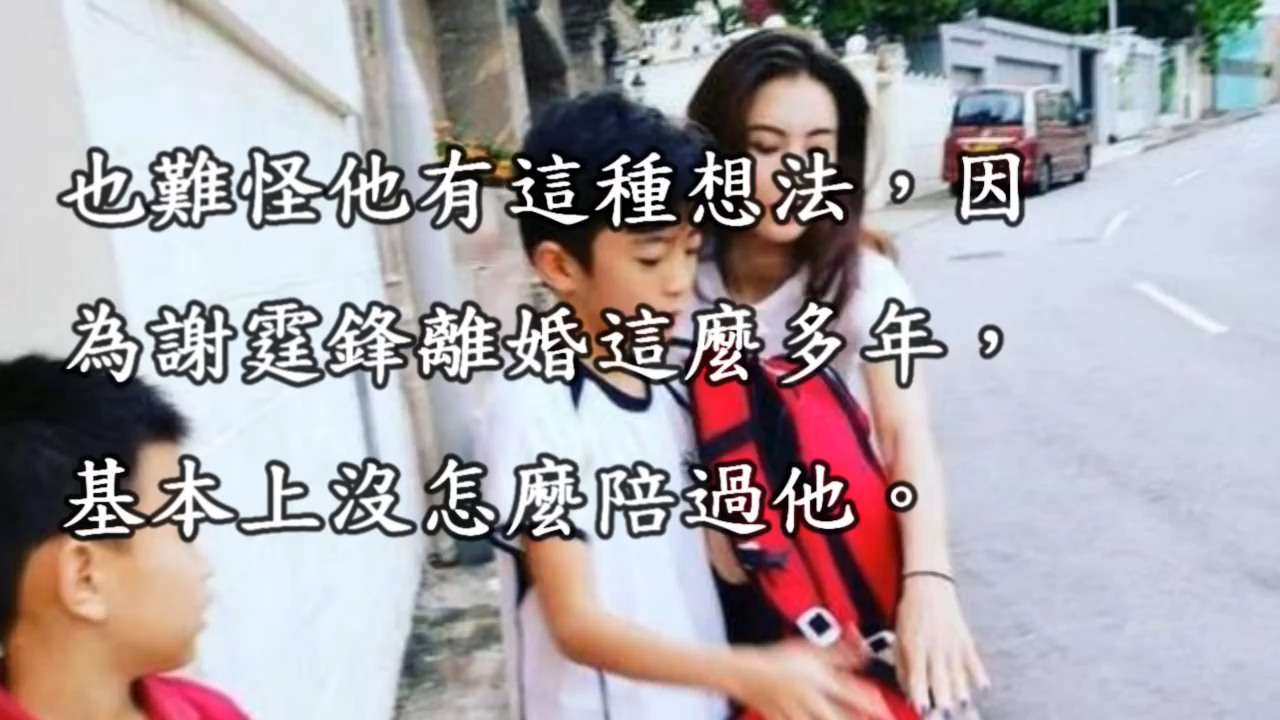 也難怪他有這種想法，因
為謝霆鋒離婚這麼多年，
基本上沒怎麼陪過他。